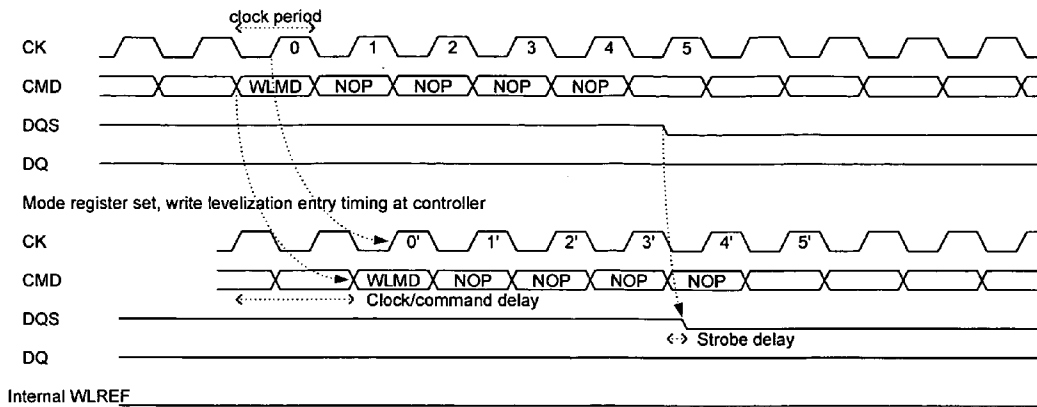 clock period
CK 0 1 2 3 4 5
CMD WLMD NOP NOP NOP NOP
DQS
DQ
Mode register set, write levelization entry timing at controller
CK 0' 1' 2' 3' 4' 5'
CMD WLMD NOP NOP NOP NOP
Clock/command delay
DQS
Strobe delay
DQ
Internal WLREF